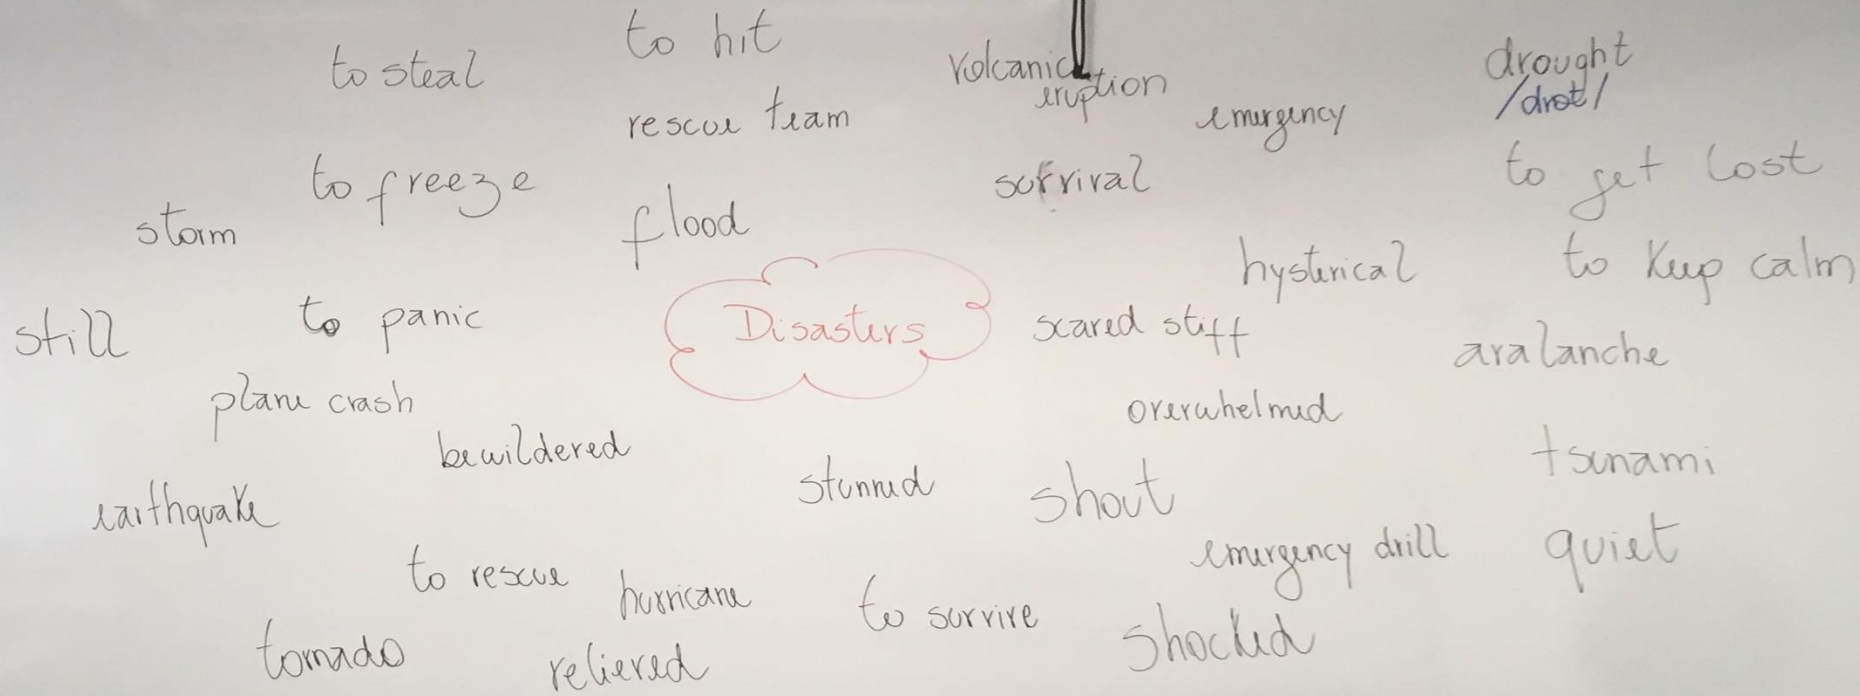 to hit
to steal
volcanic
eruption
drought
/drot/
rescue team
emergency
to freeze
survival
to get lost
storm
flood
hysterical
to keep calm
still
to panic
Disasters
scared stiff
avalanche
plane crash
overwhelmed
bewildered
stunned
shout
tsunami
earthquake
emergency drill
quiet
to rescue
hurricane
to survive
shocked
tornado
relieved